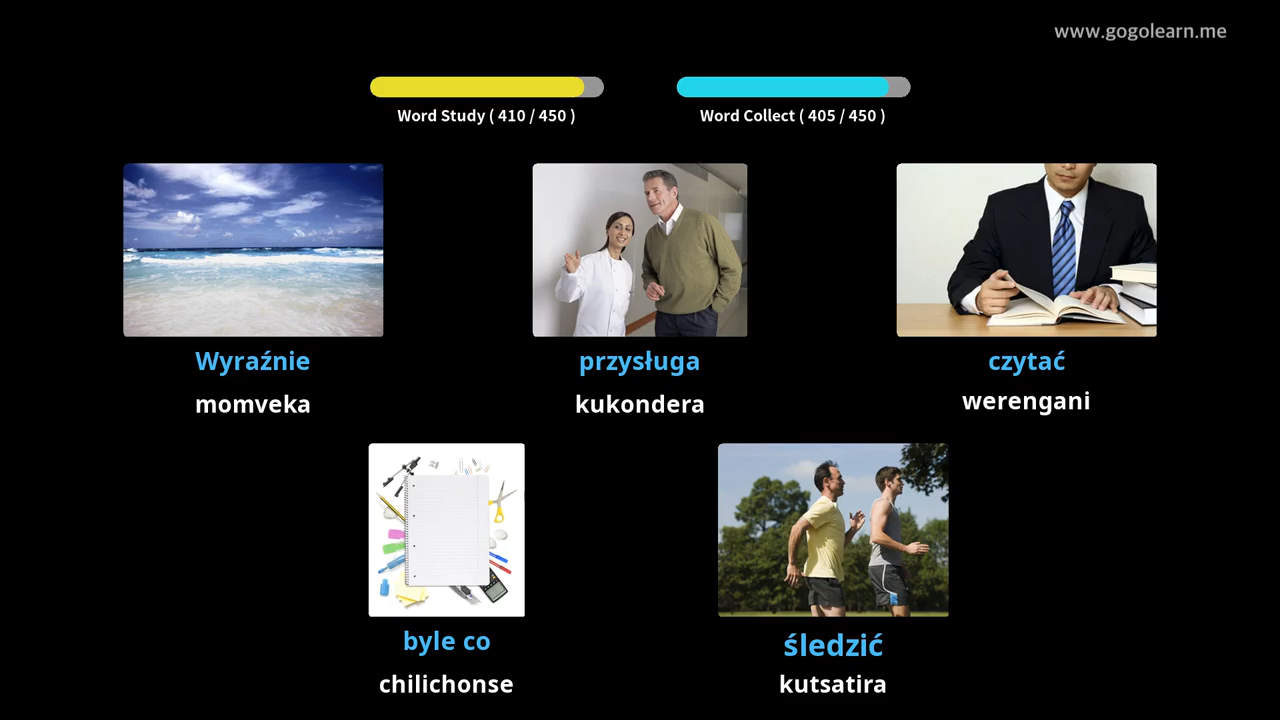 www.gogolearn.me
Word Study ( 410 / 450 )
Word Collect ( 405 / 450 )
Wyraźnie
momveka
przysługa
kukondera
czytać
werengani
byle co
chilichonse
śledzić
kutsatira